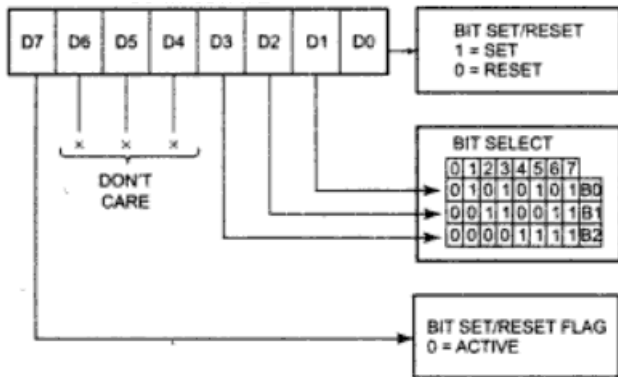 D7 D6 D5 D4 D3 D2 D1 D0
BIT SET/RESET
1 = SET
0 = RESET
× × ×
DON'T
CARE
BIT SELECT
0 1 2 3 4 5 6 7
0 1 0 1 0 1 0 1 B0
0 0 1 1 0 0 1 1 B1
0 0 0 0 1 1 1 1 B2
BIT SET/RESET FLAG
0 = ACTIVE